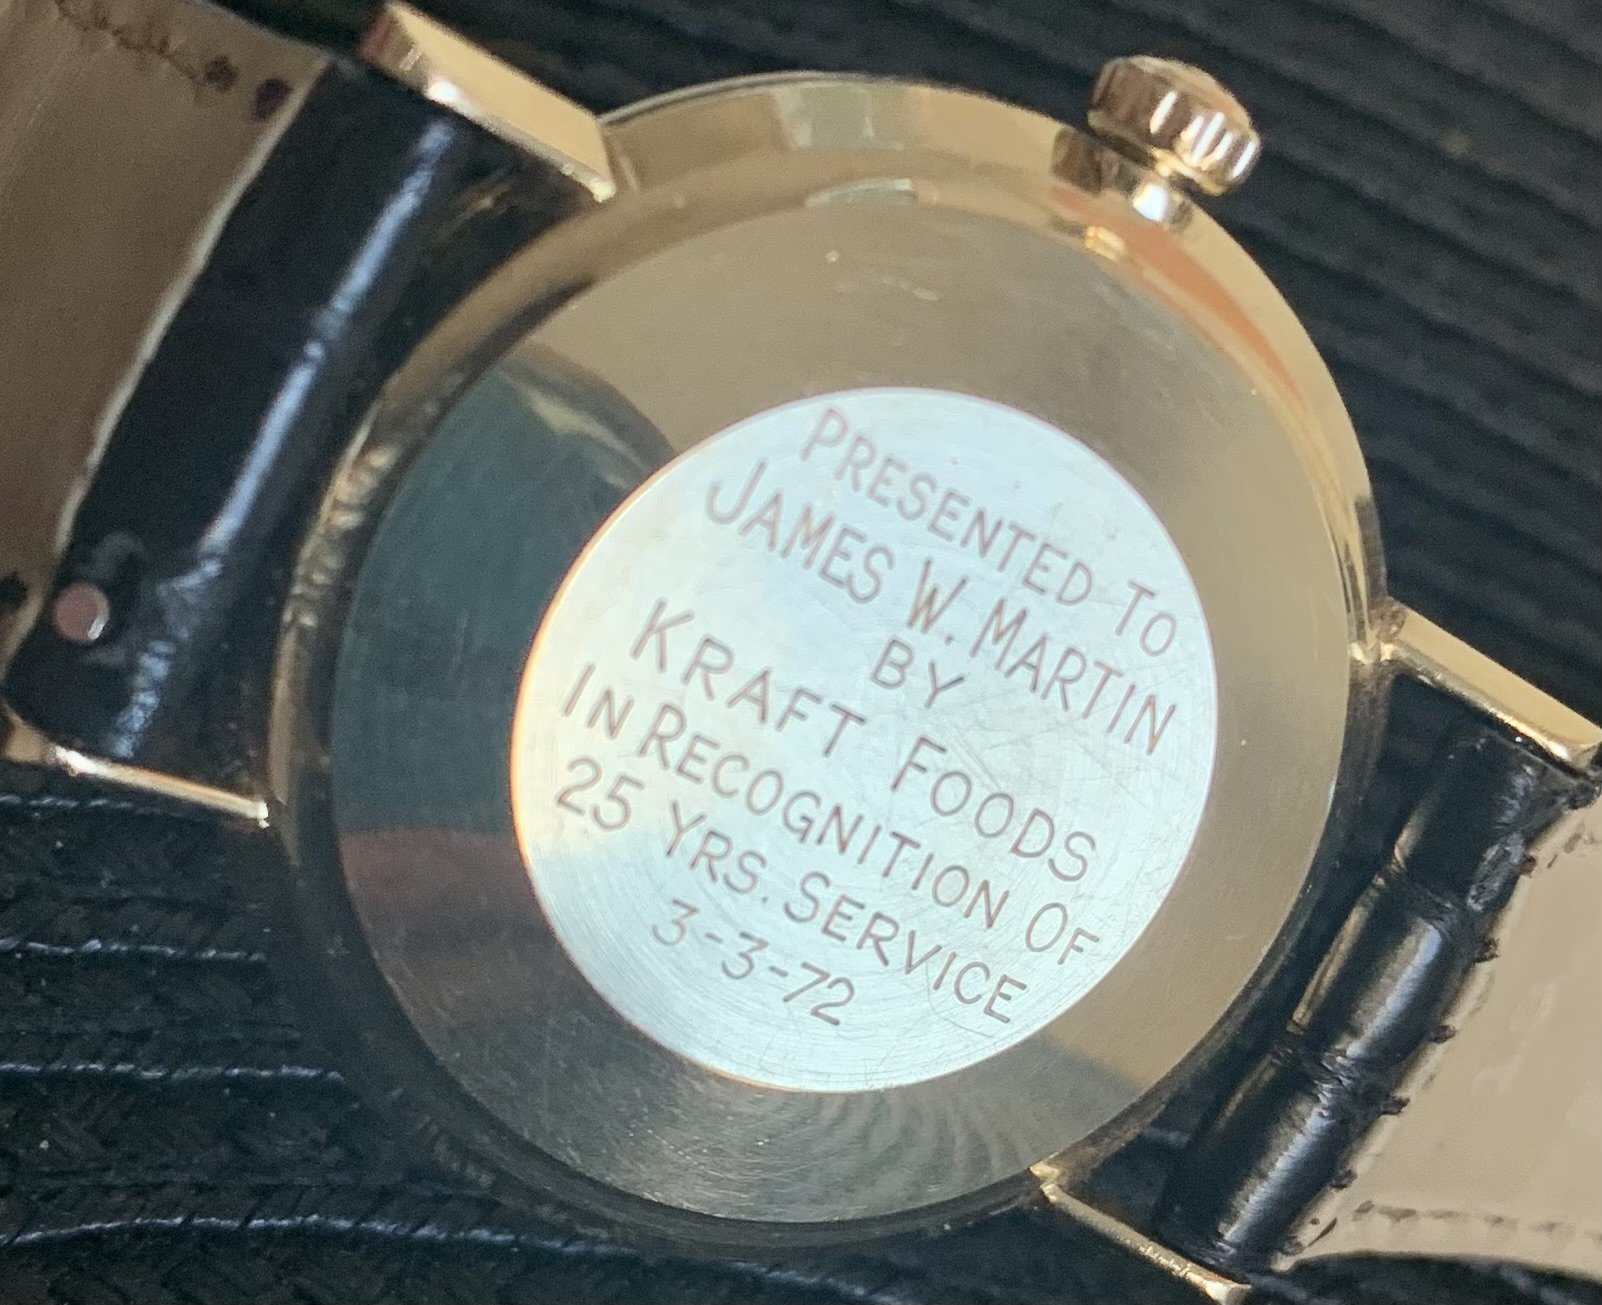 PRESENTED TO
JAMES W. MARTIN
BY
KRAFT FOODS
IN RECOGNITION OF
25 YRS. SERVICE
3-3-72